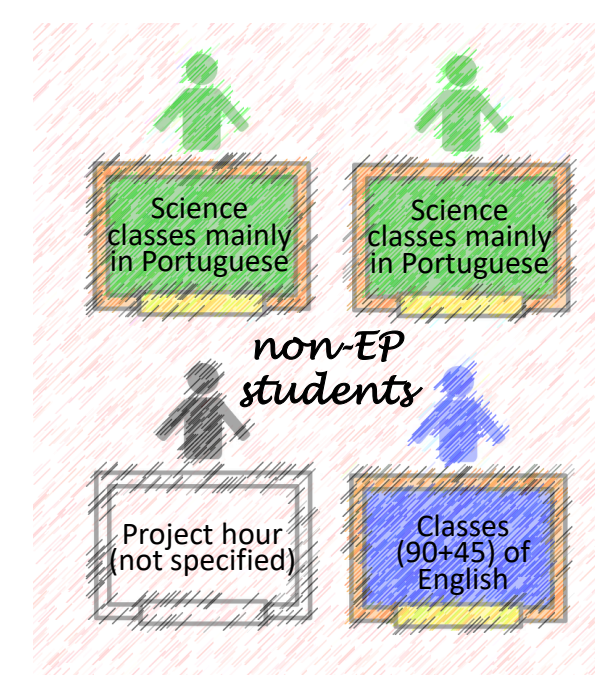 Science
classes mainly
in Portuguese
Science
classes mainly
in Portuguese
non-EP
students
Project hour
(not specified)
Classes
(90+45) of
English